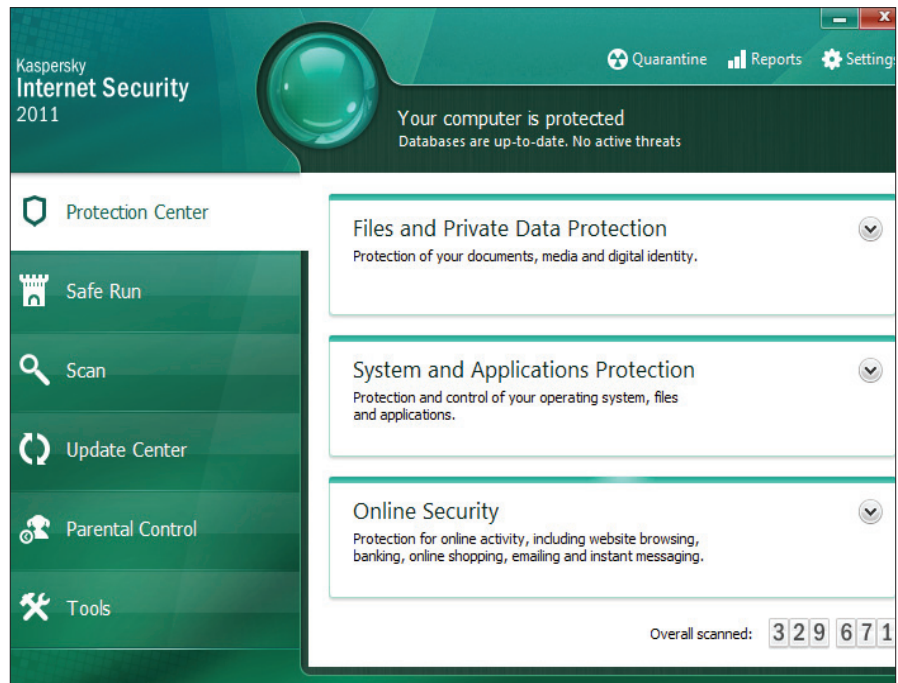 Kaspersky
Internet Security
2011
Quarantine
Reports
Setting
Your computer is protected
Databases are up-to-date. No active threats
Protection Center
Safe Run
Scan
Update Center
Parental Control
Tools
Files and Private Data Protection
Protection of your documents, media and digital identity.
System and Applications Protection
Protection and control of your operating system, files
and applications.
Online Security
Protection for online activity, including website browsing,
banking, online shopping, emailing and instant messaging.
Overall scanned: 329 671